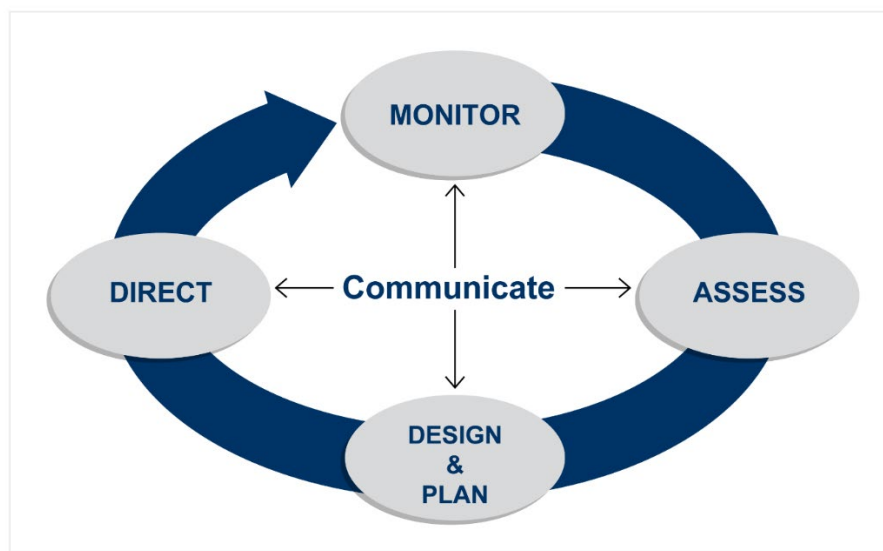 MONITOR
DIRECT
Communicate
ASSESS
DESIGN
&
PLAN